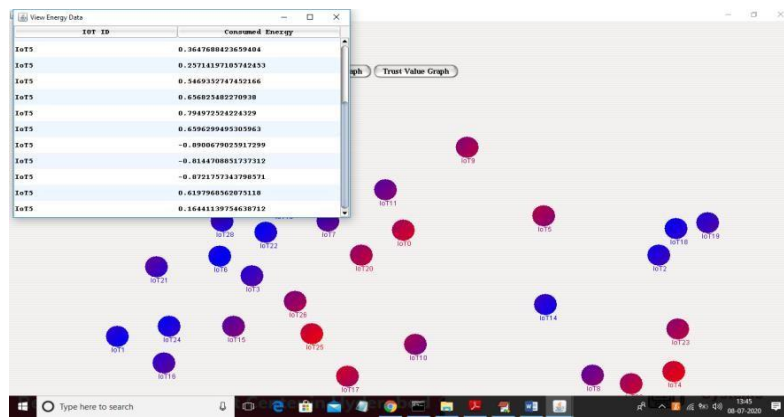 View Energy Data
IOT ID Consumed Energy
IoT5 0.3647680423659404
IoT5 0.25714197105742453
IoT5 0.5469352747452166
IoT5 0.656825482270938
IoT5 0.794972524224329
IoT5 0.6596299495305963
IoT5 -0.8900679025917299
IoT5 -0.8144708851737312
IoT5 -0.8721757343798571
IoT5 0.6197968562075118
IoT5 0.16441139754638712
aph Trust Value Graph
IoT9
IoT11
IoT28
IoT22
IoT7
IoT0
IoT5
IoT18
IoT19
IoT21
IoT6
IoT3
IoT20
IoT2
IoT26
IoT14
IoT1
IoT24
IoT15
IoT25
IoT10
IoT23
IoT16
IoT17
IoT8
IoT4
Type here to search
13:45
08-07-2020